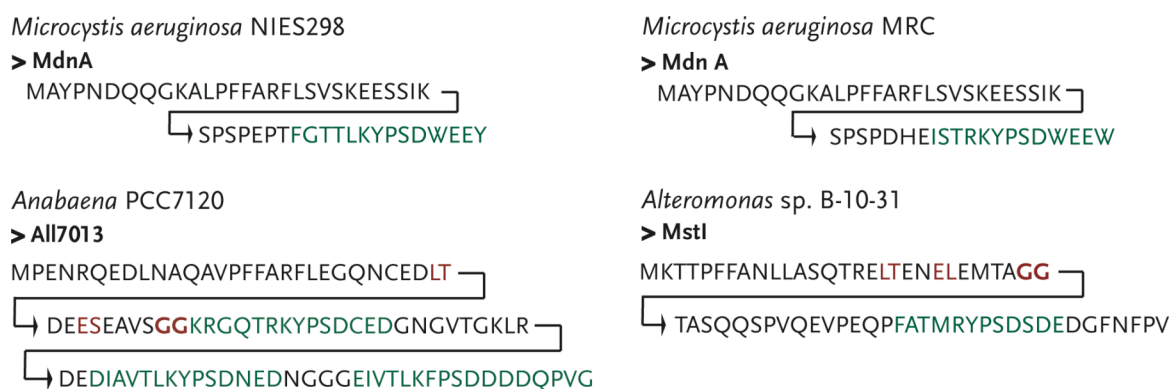 Microcystis aeruginosa NIES298
> MdnA
MAYPNDQQGKALPFFARFLSVSKEESSIK
SPSPEPTFGTTLKYPSDWEEY
Microcystis aeruginosa MRC
> Mdn A
MAYPNDQQGKALPFFARFLSVSKEESSIK
SPSPDHEISTRKYPSDWEEW
Anabaena PCC7120
> All7013
MPENRQEDLNAQAVPFFARFLEGQNCEDLT
DEESEAVSGGKRGQTRKYPSDCEDGNGVTGKLR
DEDIAVTLKYPSDNEDNGGGEIVTLKFPSDDDDQPVG
Alteromonas sp. B-10-31
> MstI
MKTTPFFANLLASQTRELTENELEMTAGG
TASQQSPVQEVPEQPFATMRYPSDSDEDGFNFPV